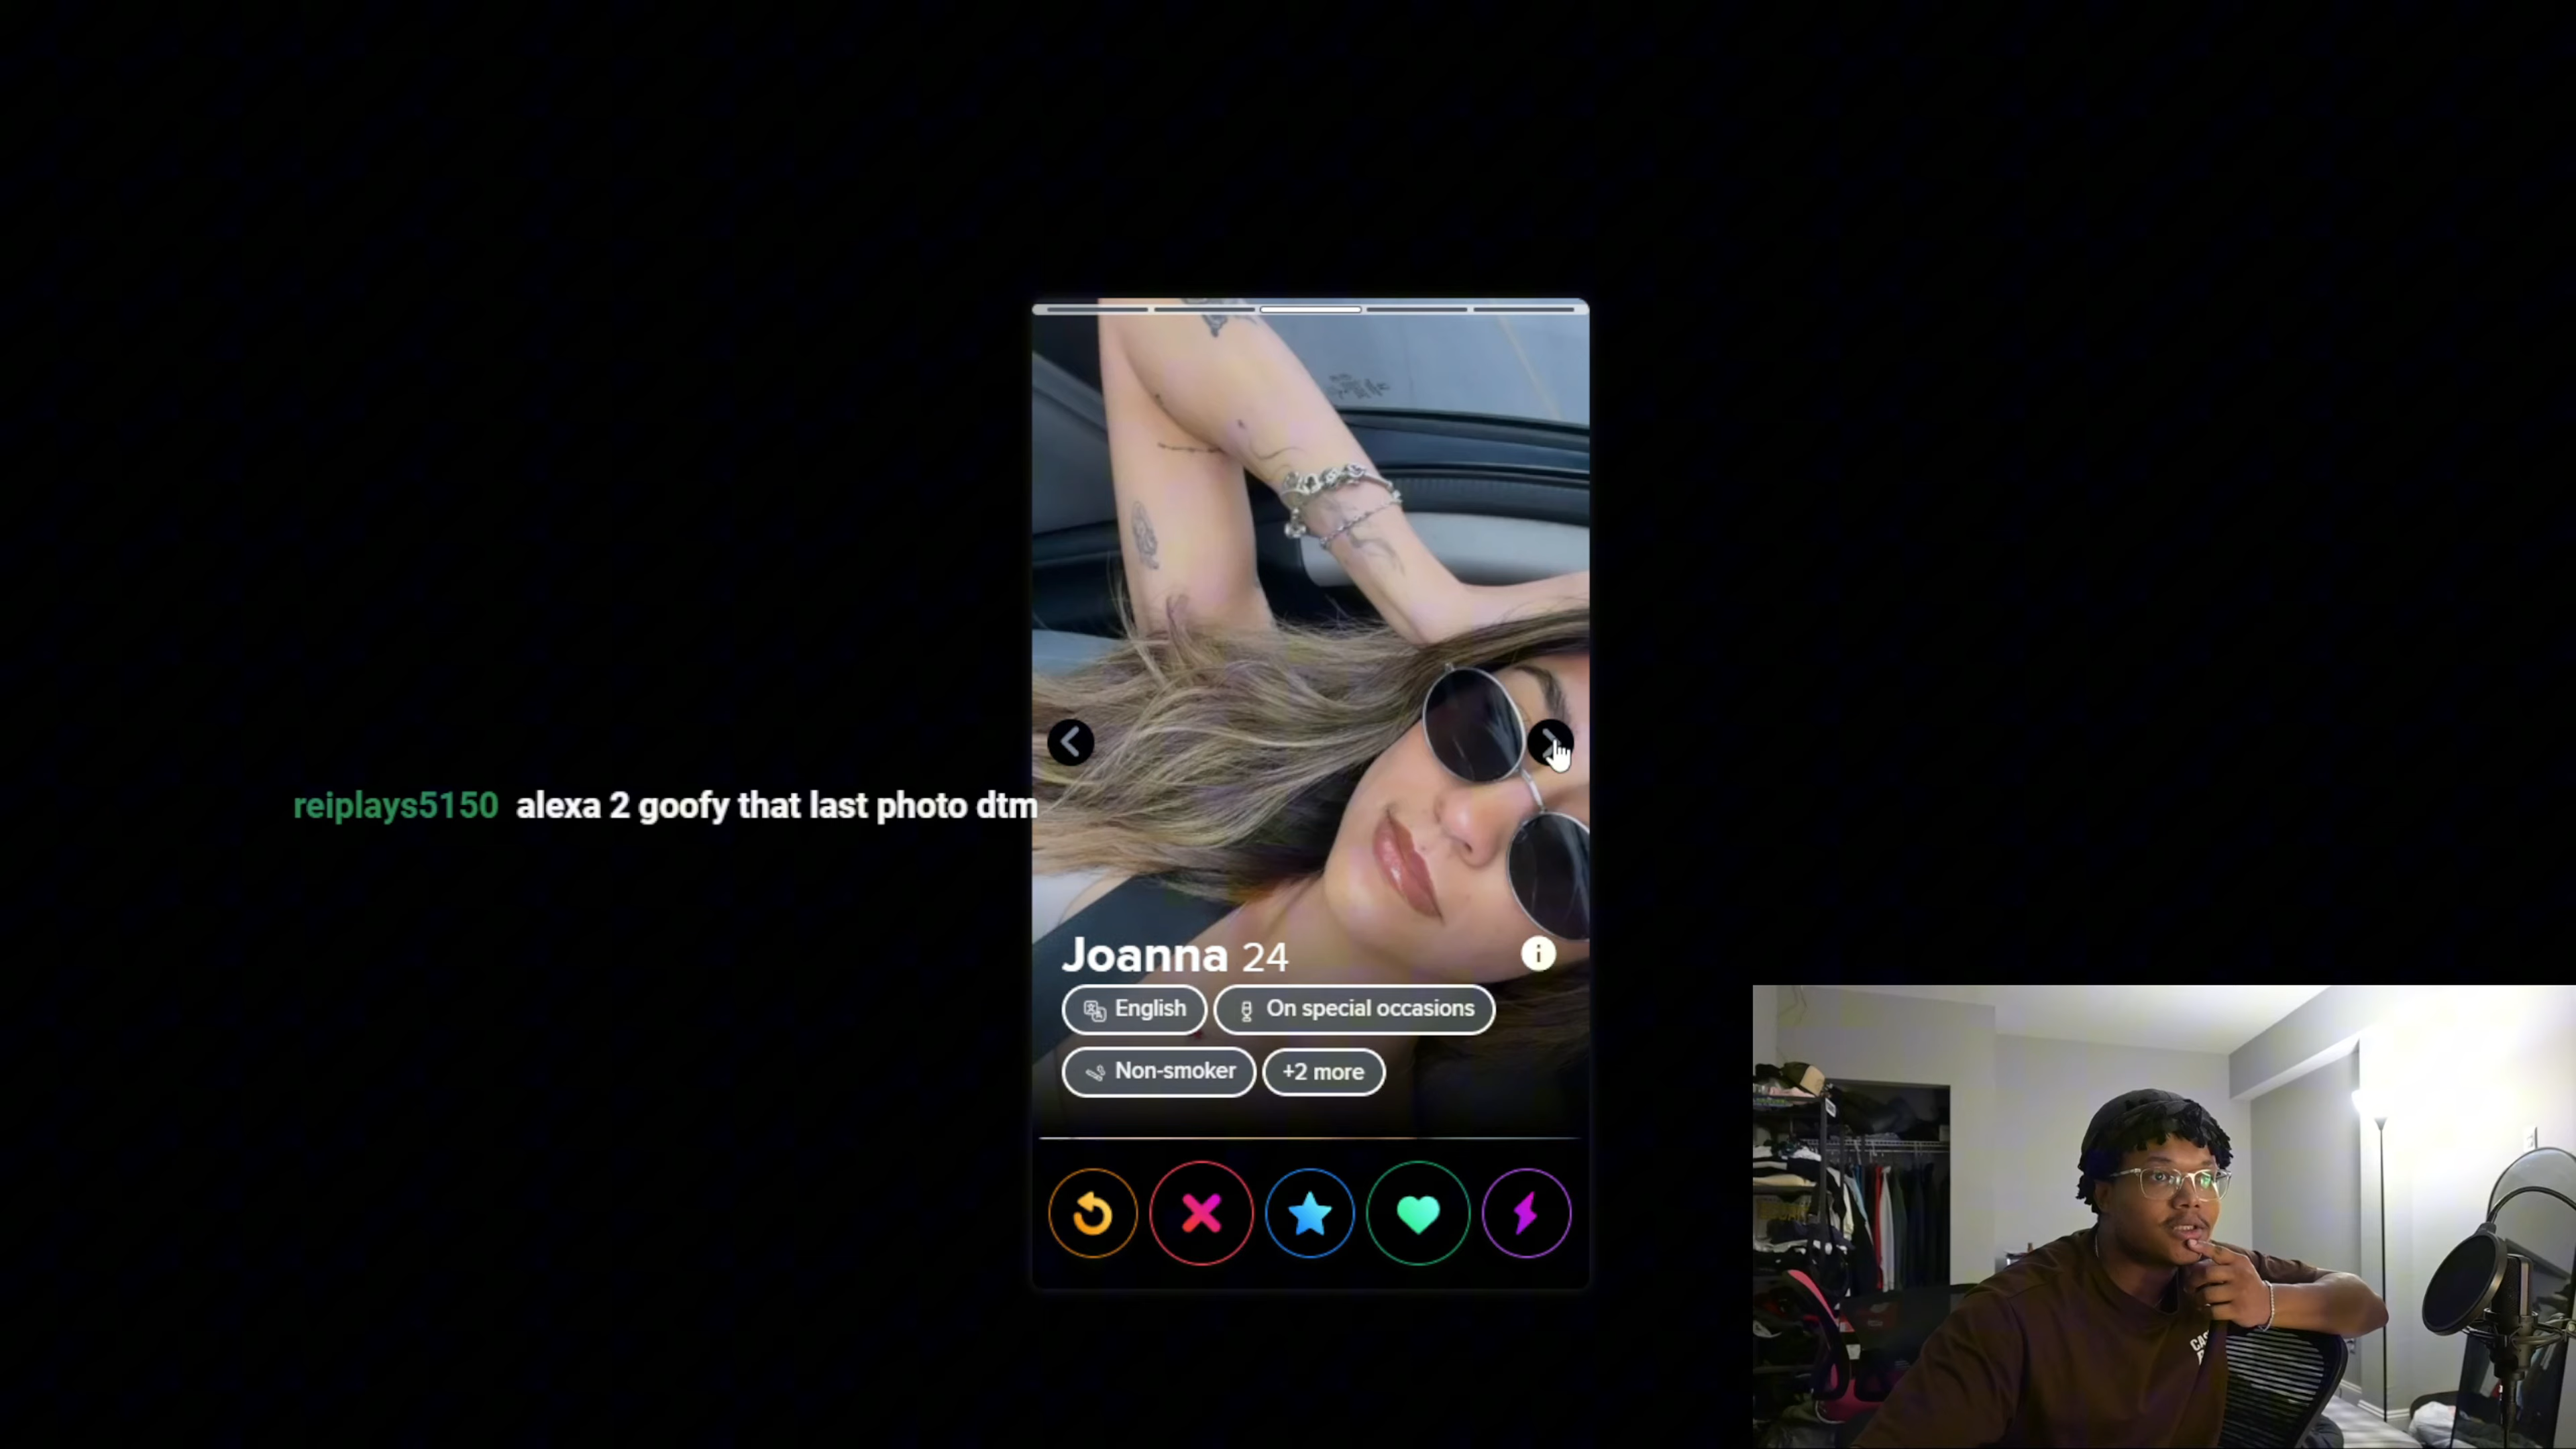 reiplays5150 alexa 2 goofy that last photo dtm
Joanna 24
English
On special occasions
Non-smoker
+2 more